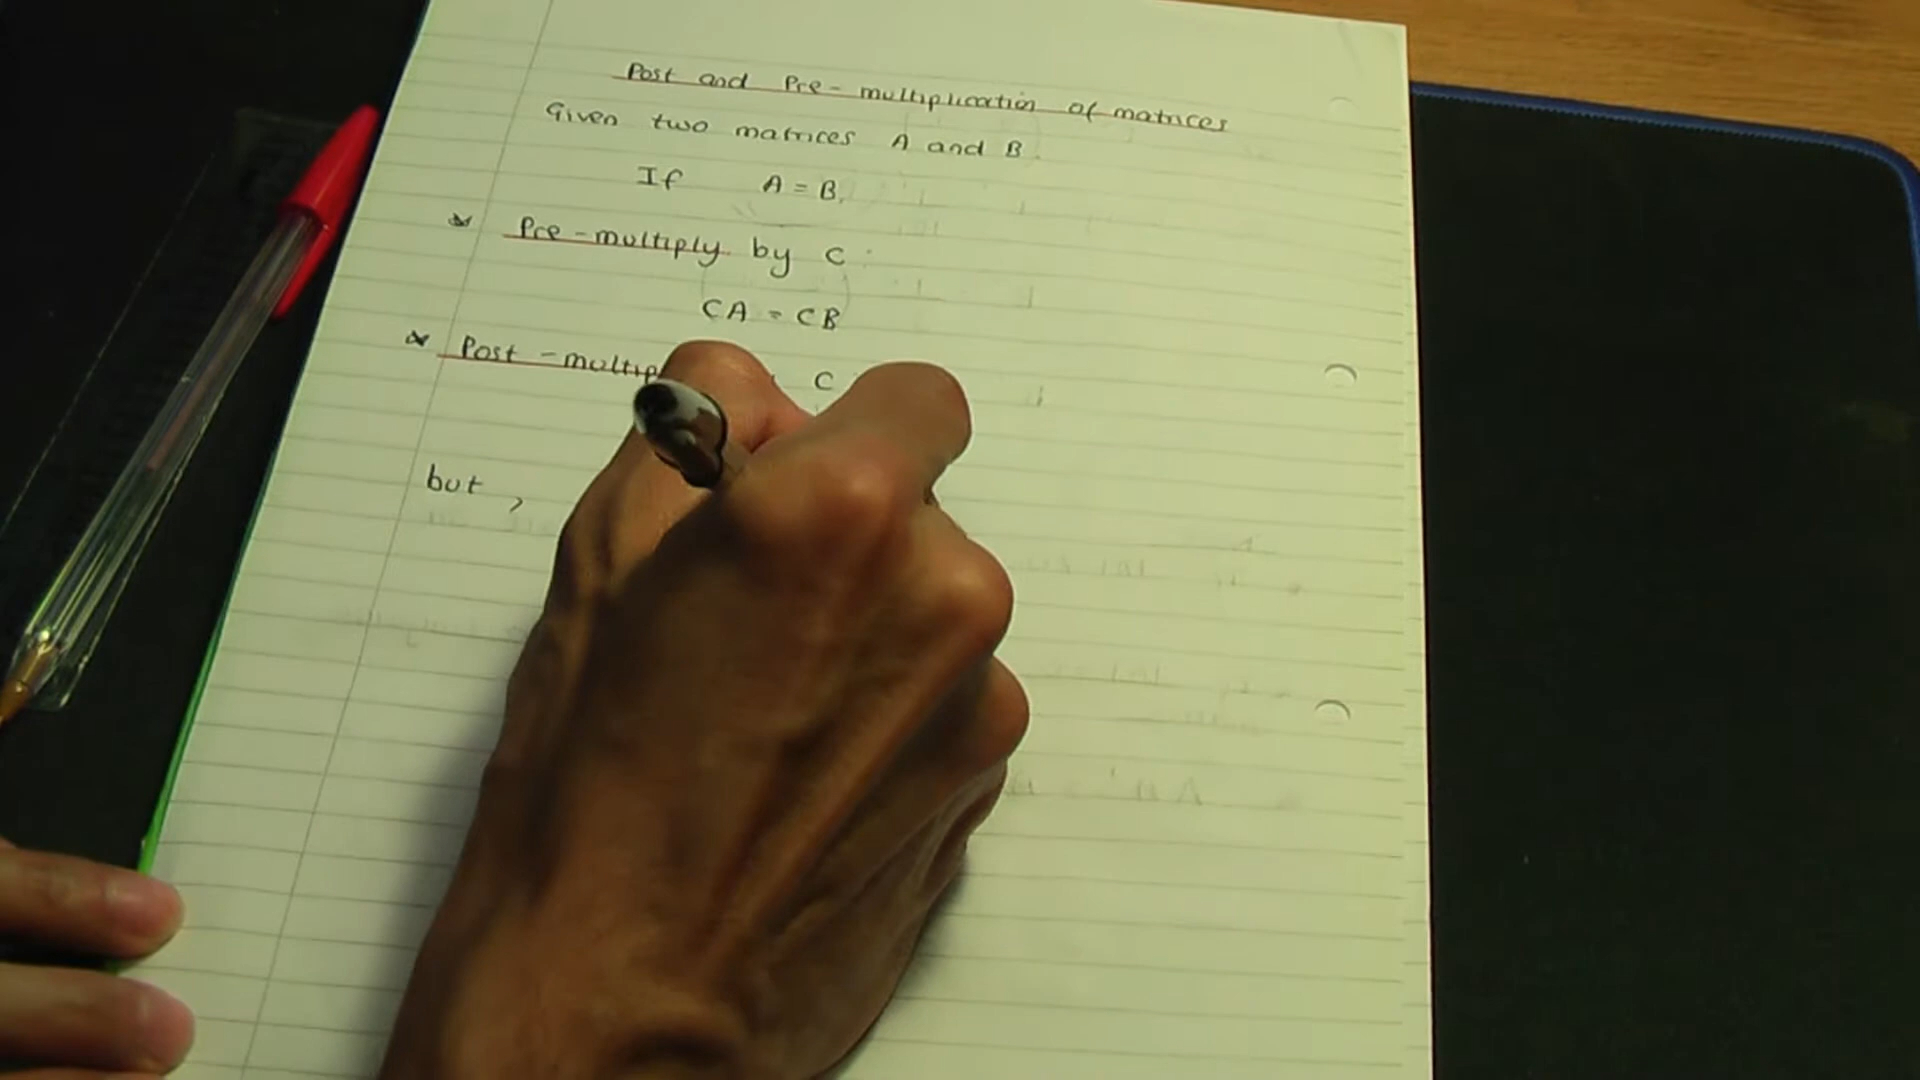 Post and Pre-multiplication of matrices
Given two matrices A and B.
If A = B,
Pre-multiply by C :
CA = CB
Post-multip C
but ,